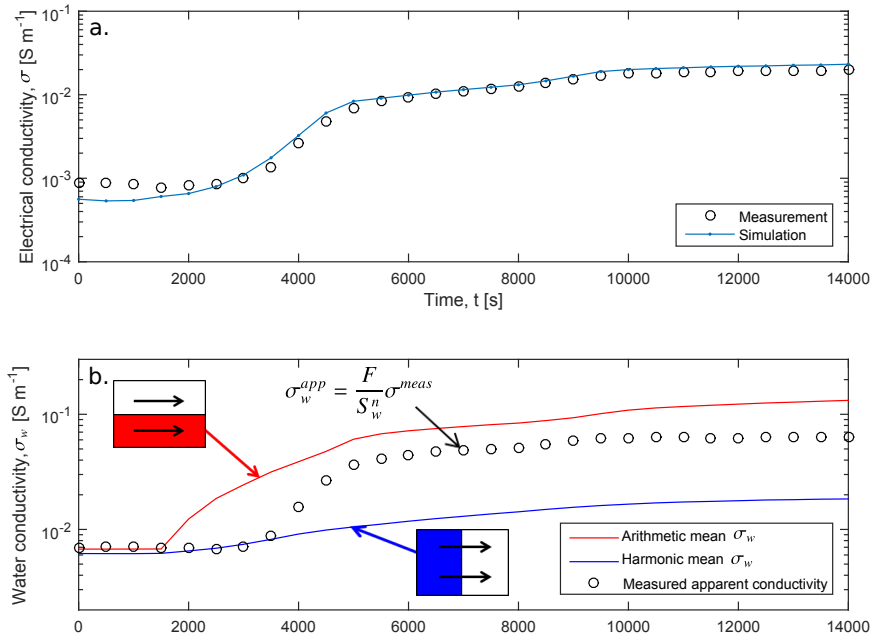 a.
Electrical conductivity, σ [S m⁻¹]
10⁻¹
10⁻²
10⁻³
10⁻⁴
Measurement
Simulation
0 2000 4000 6000 8000 10000 12000 14000
Time, t [s]
b.
Water conductivity, σ_w [S m⁻¹]
10⁻¹
10⁻²
σ_w^{app} = \frac{F}{S_w^n} σ^{meas}
Arithmetic mean σ_w
Harmonic mean σ_w
Measured apparent conductivity
0 2000 4000 6000 8000 10000 12000 14000